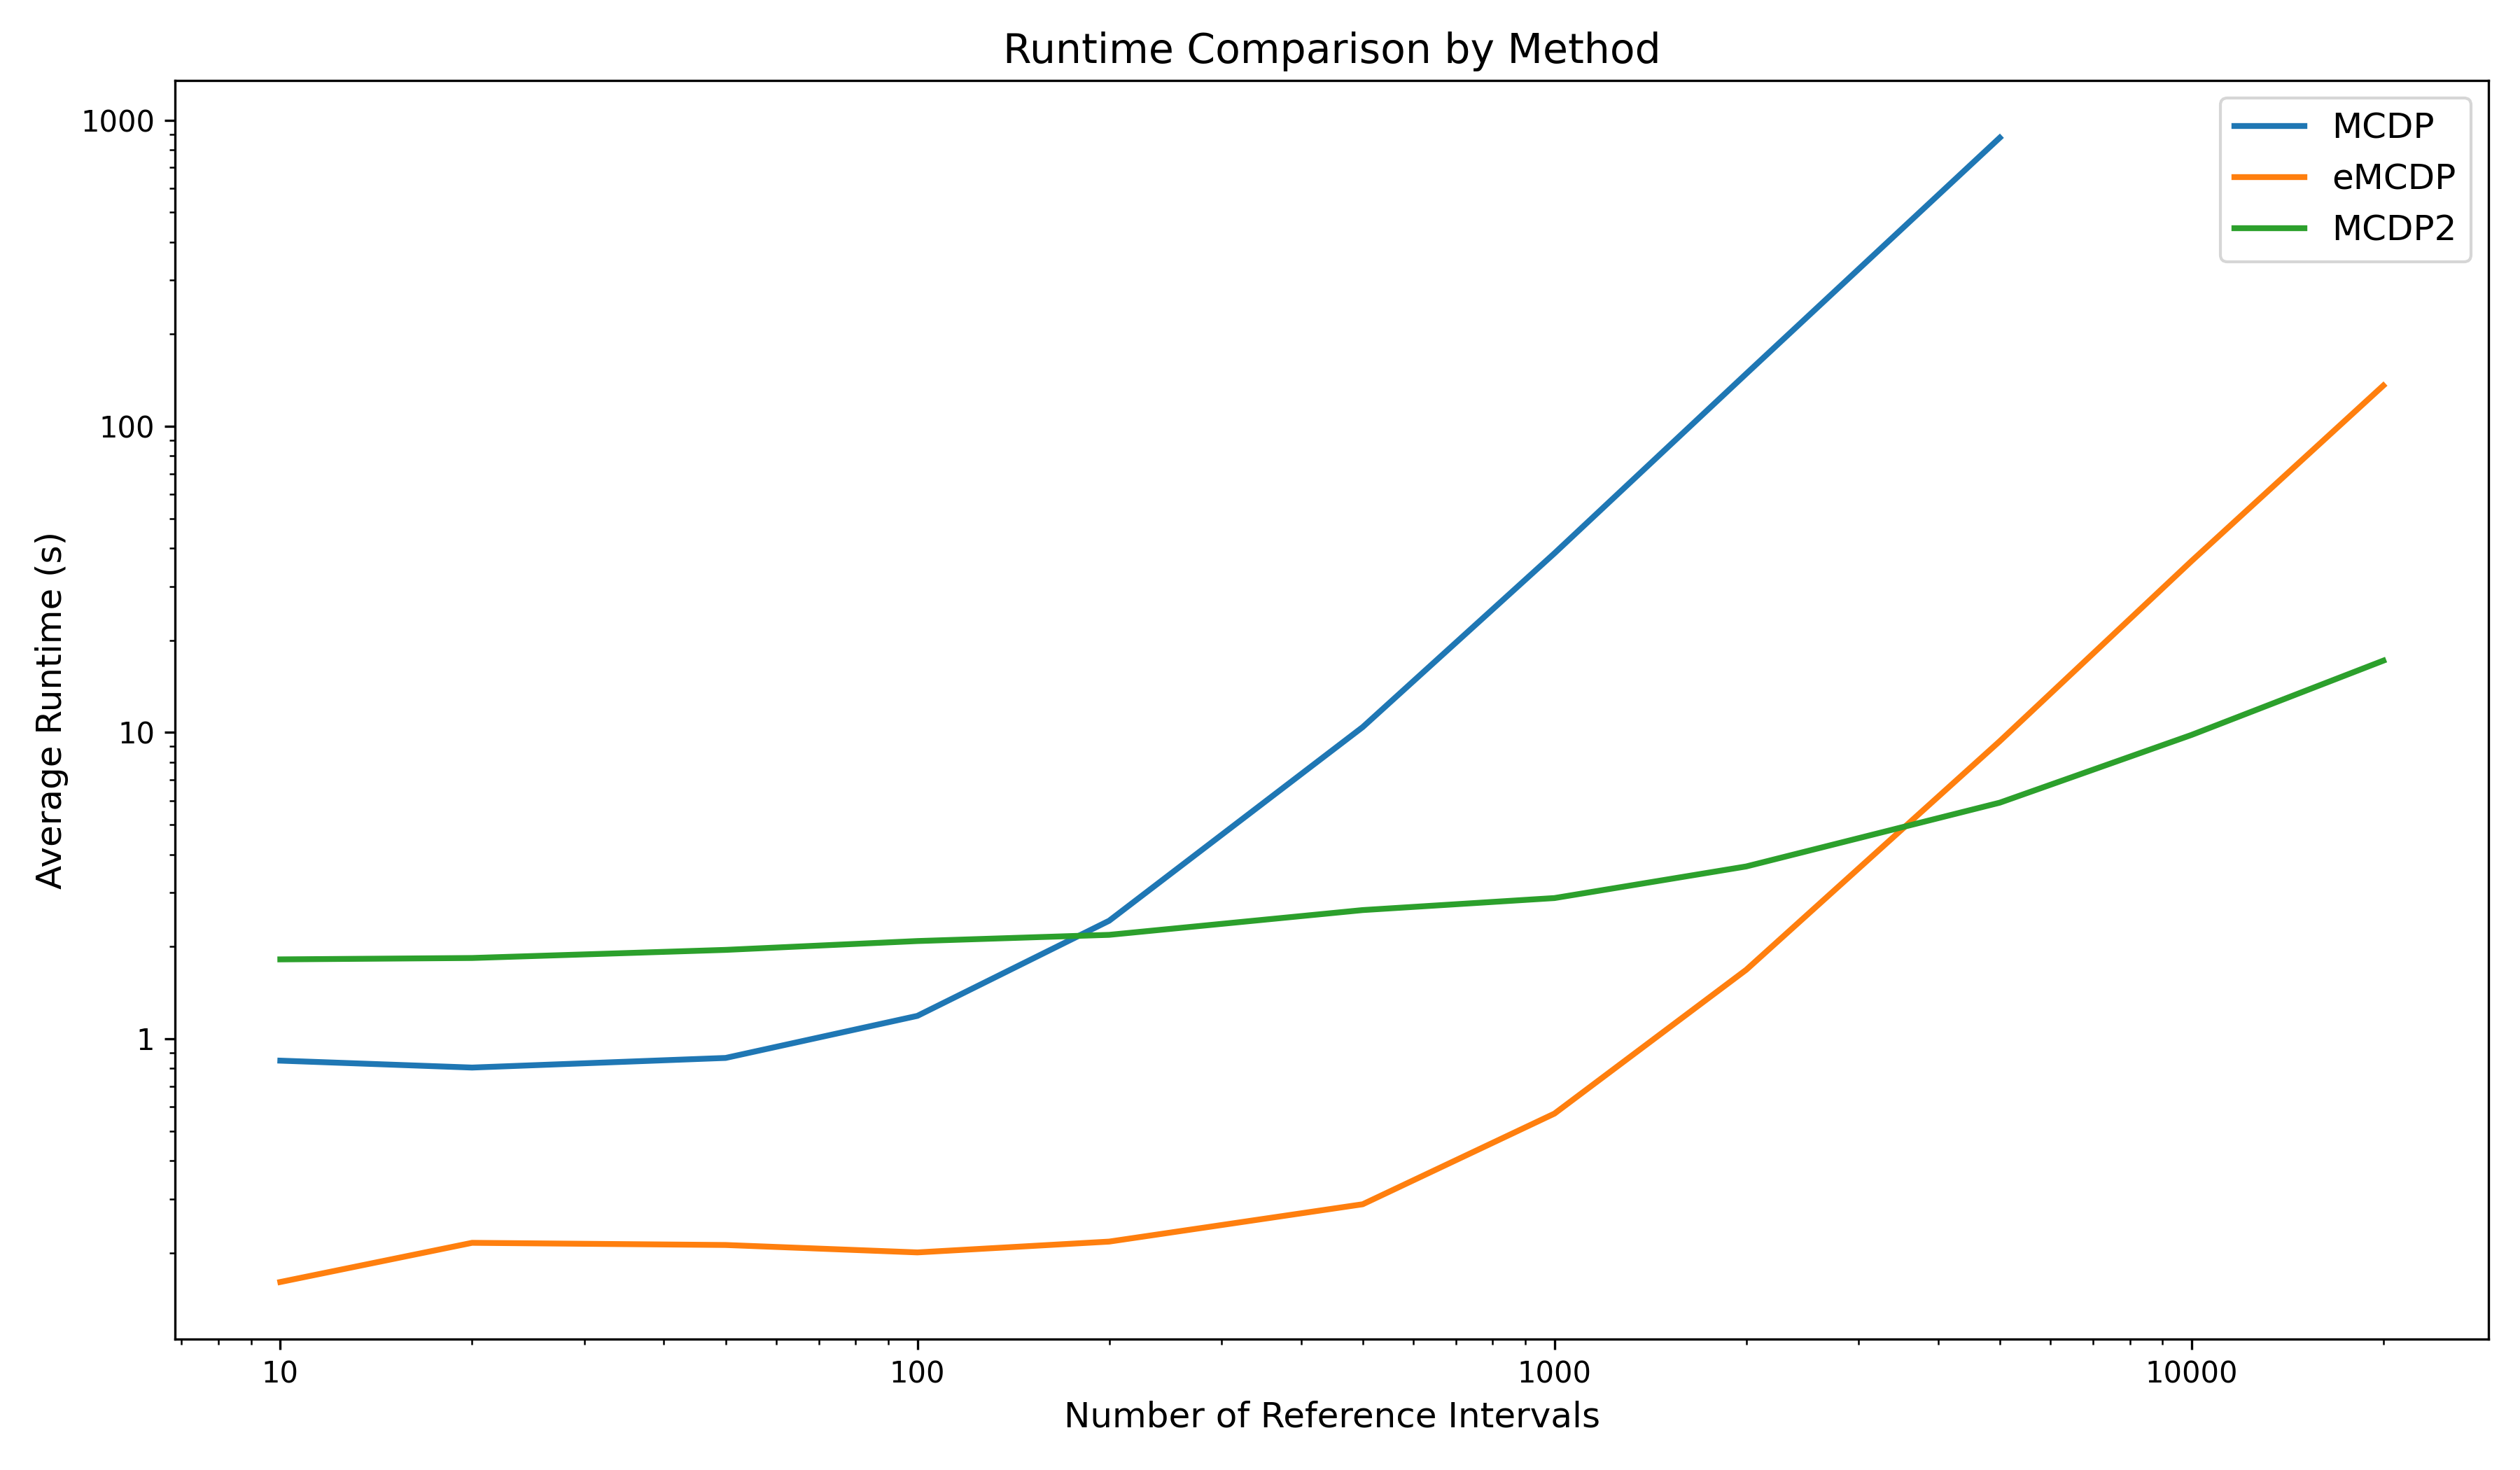 Runtime Comparison by Method
1000
100
10
1
Average Runtime (s)
MCDP
eMCDP
MCDP2
10
100
1000
10000
Number of Reference Intervals